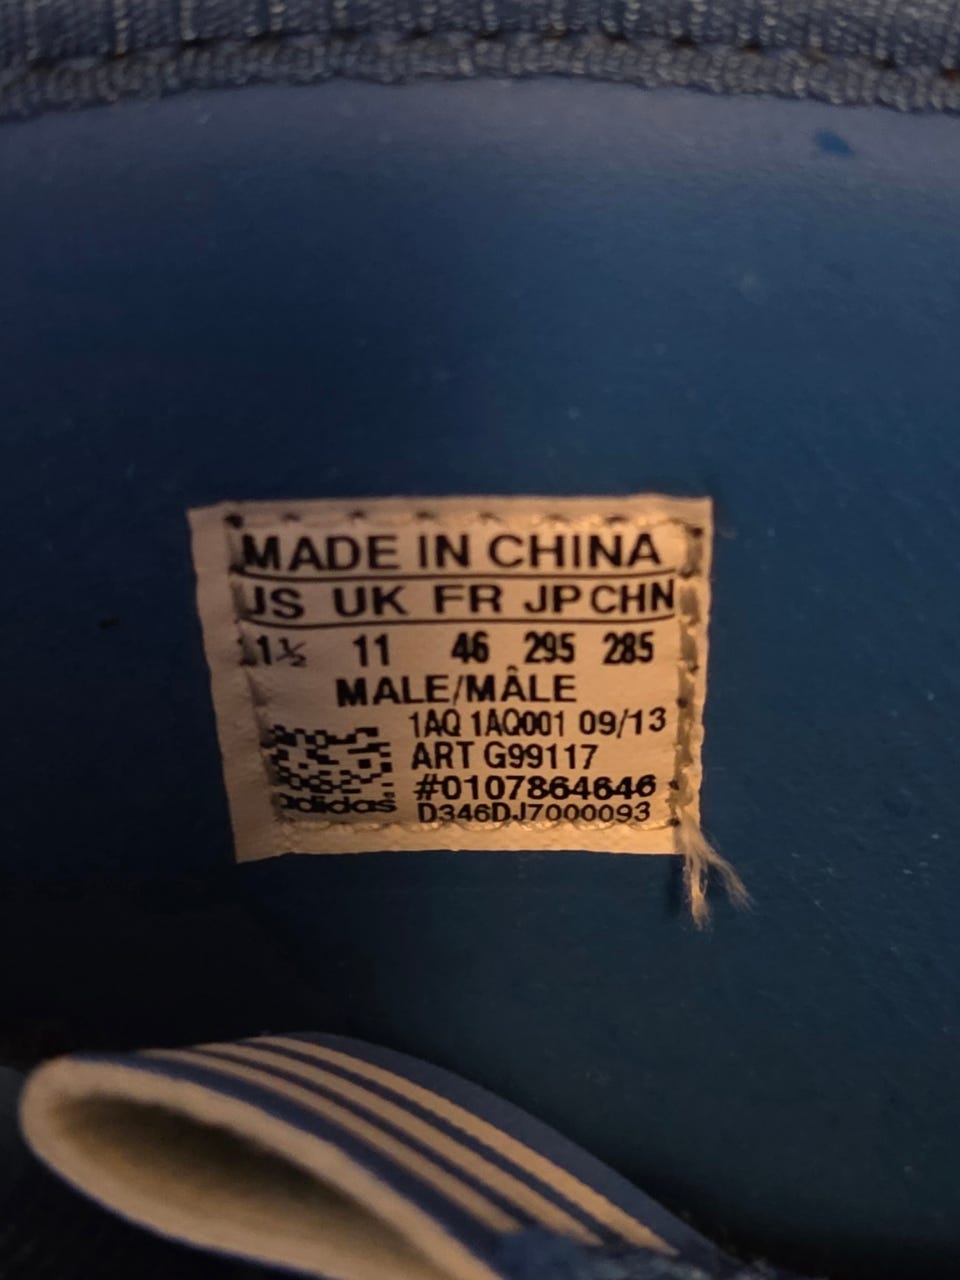 MADE IN CHINA
US UK FR JP CHN
11½ 11 46 295 285
MALE/MÂLE
1AQ 1AQ001 09/13
ART G99117
#0107864646
adidas D346DJ7000093